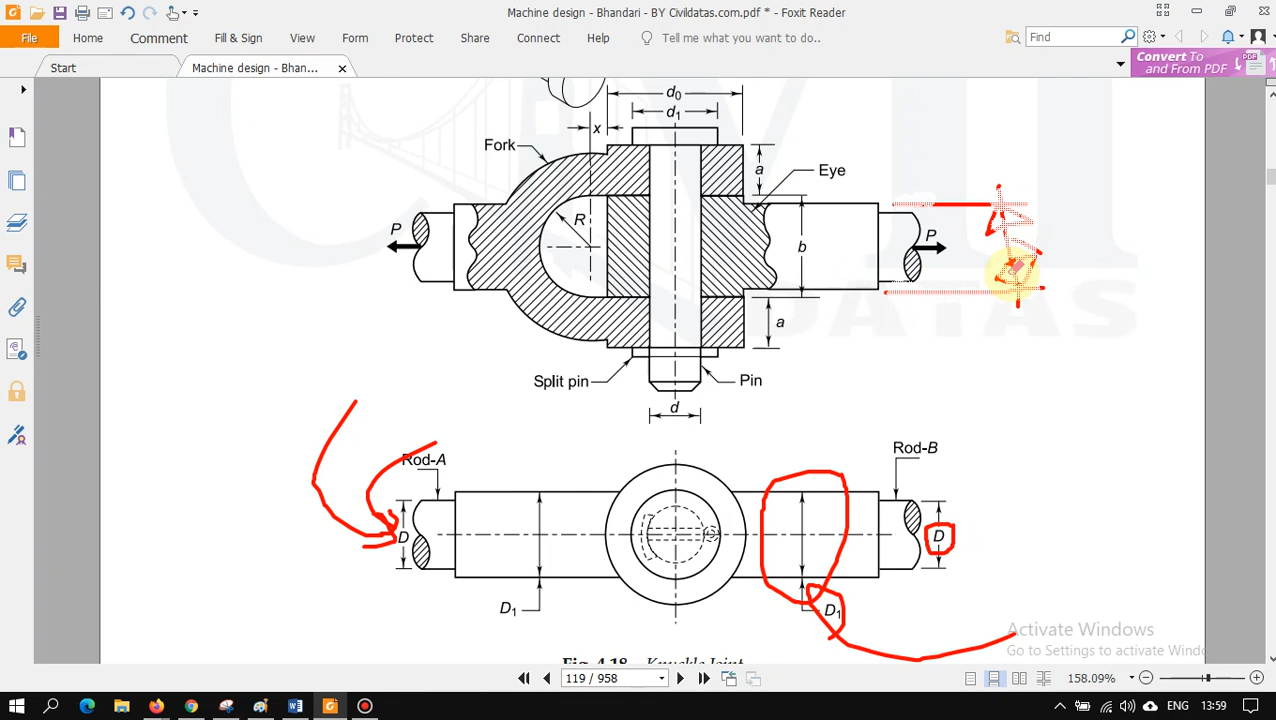 Machine design - Bhandari - BY Civildatas.com.pdf * - Foxit Reader
File Home Comment Fill & Sign View Form Protect Share Connect Help Tell me what you want to do.. Find
Start Machine design - Bhan...
Convert To
and From PDF
d0
d1
x
Fork
a
Eye
R
P
b
P
a
Split pin
Pin
d
Rod-A
Rod-B
D
D
D1
D1
DATAS
Activate Windows
Go to Settings to activate Windows
Fig. 4.18 Knuckle Joint
119 / 958
158.09%
ENG 13:59